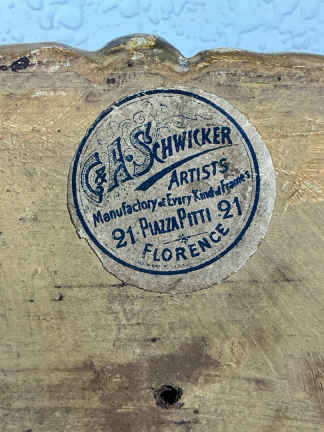 G & A. SCHWICKER
ARTISTS
Manufactory of Every Kind of Frames
21 · PIAZZA PITTI · 21
FLORENCE